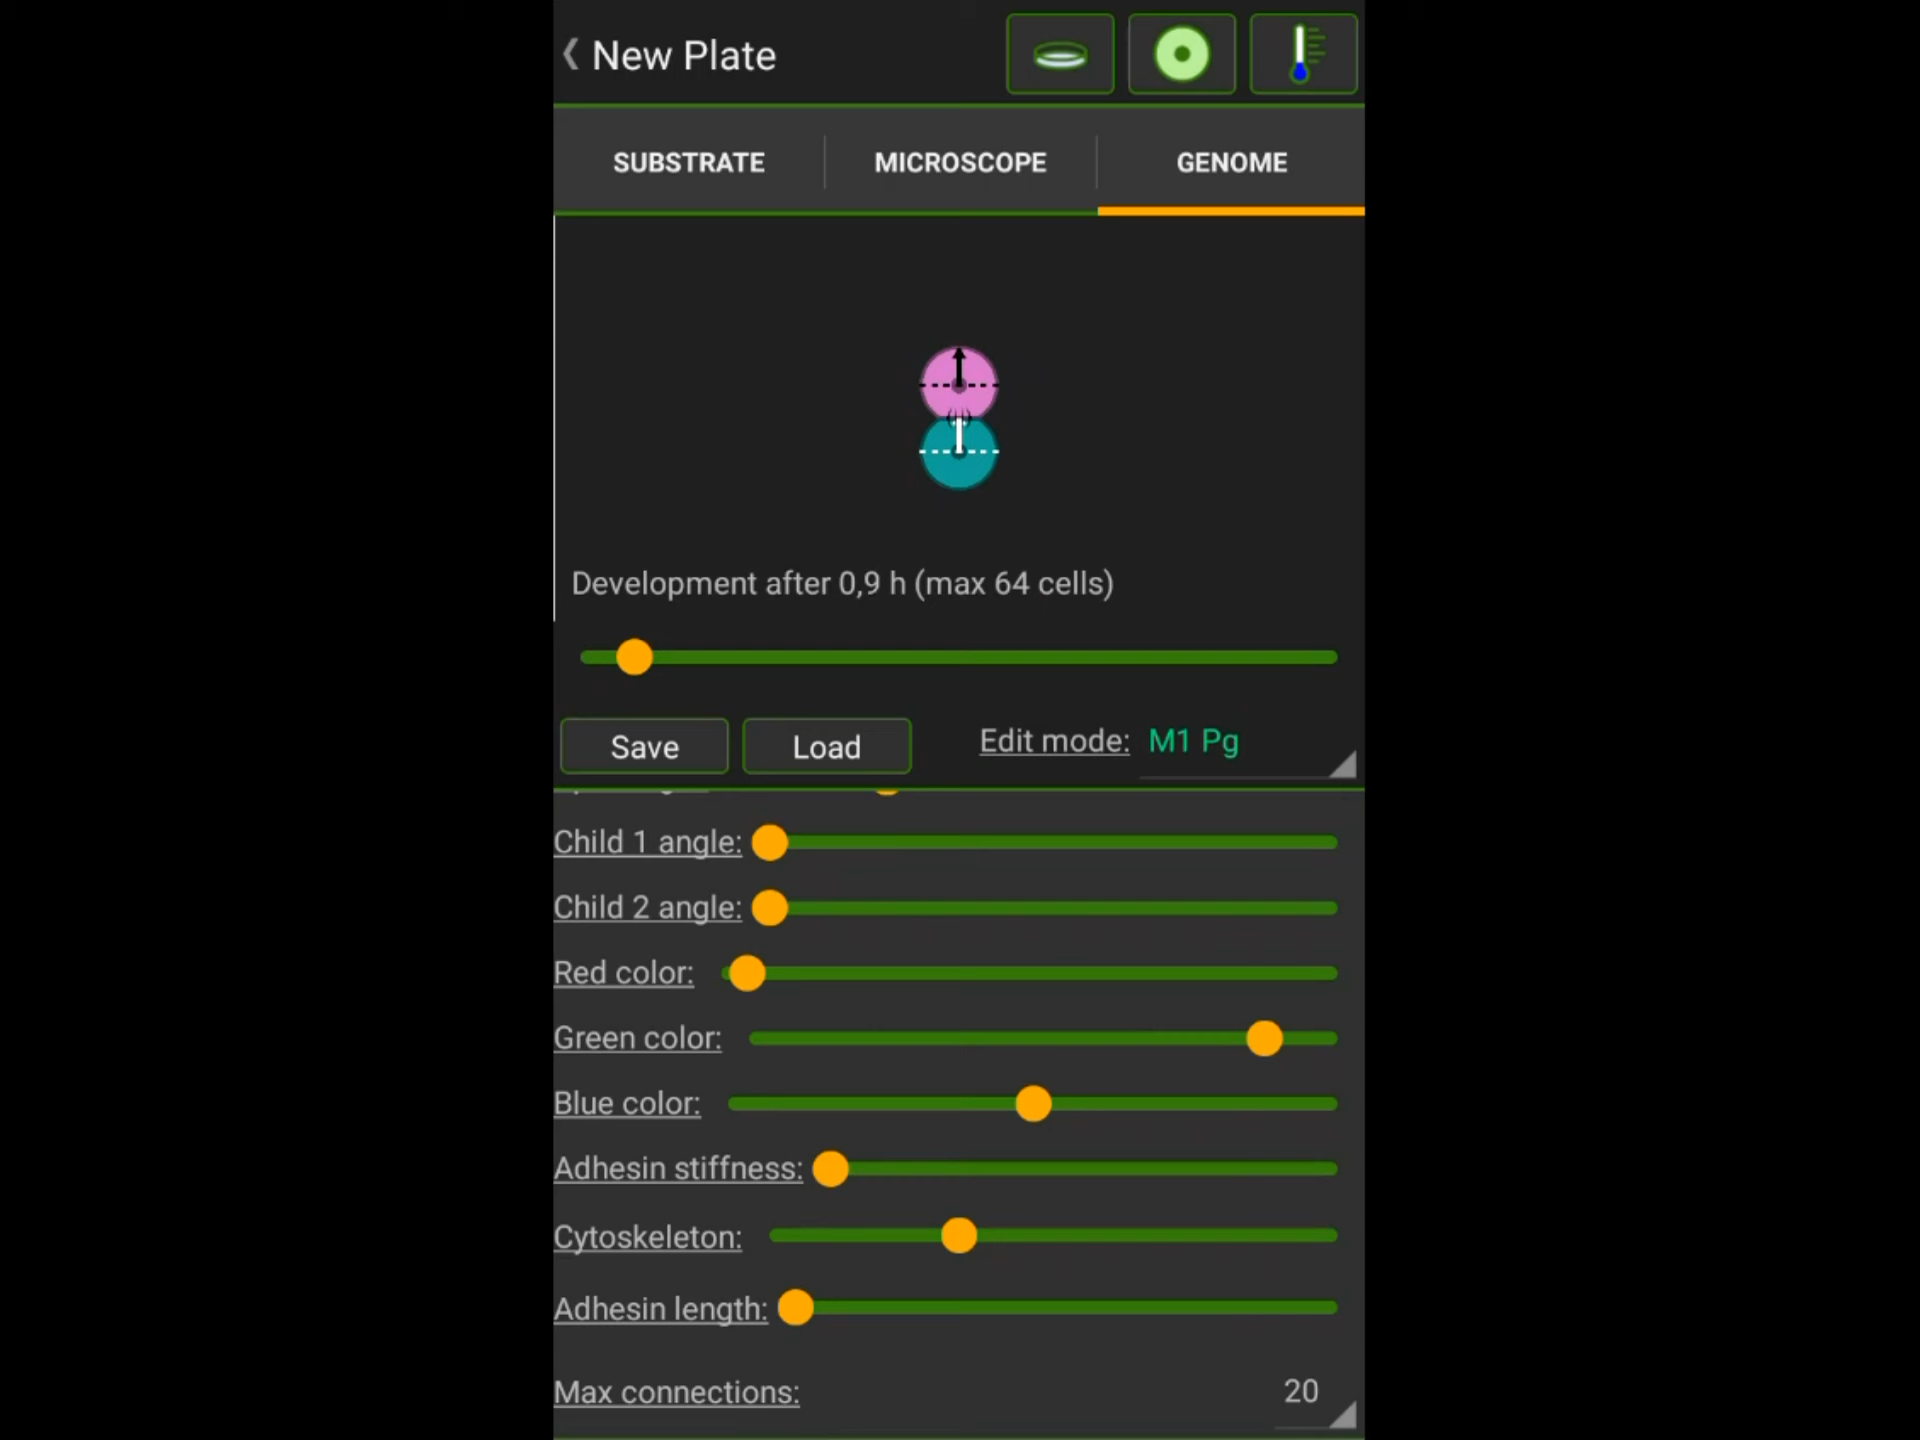 New Plate
SUBSTRATE
MICROSCOPE
GENOME
Development after 0,9 h (max 64 cells)
Save
Load
Edit mode: M1 Pg
Child 1 angle:
Child 2 angle:
Red color:
Green color:
Blue color:
Adhesin stiffness:
Cytoskeleton:
Adhesin length:
Max connections: 20